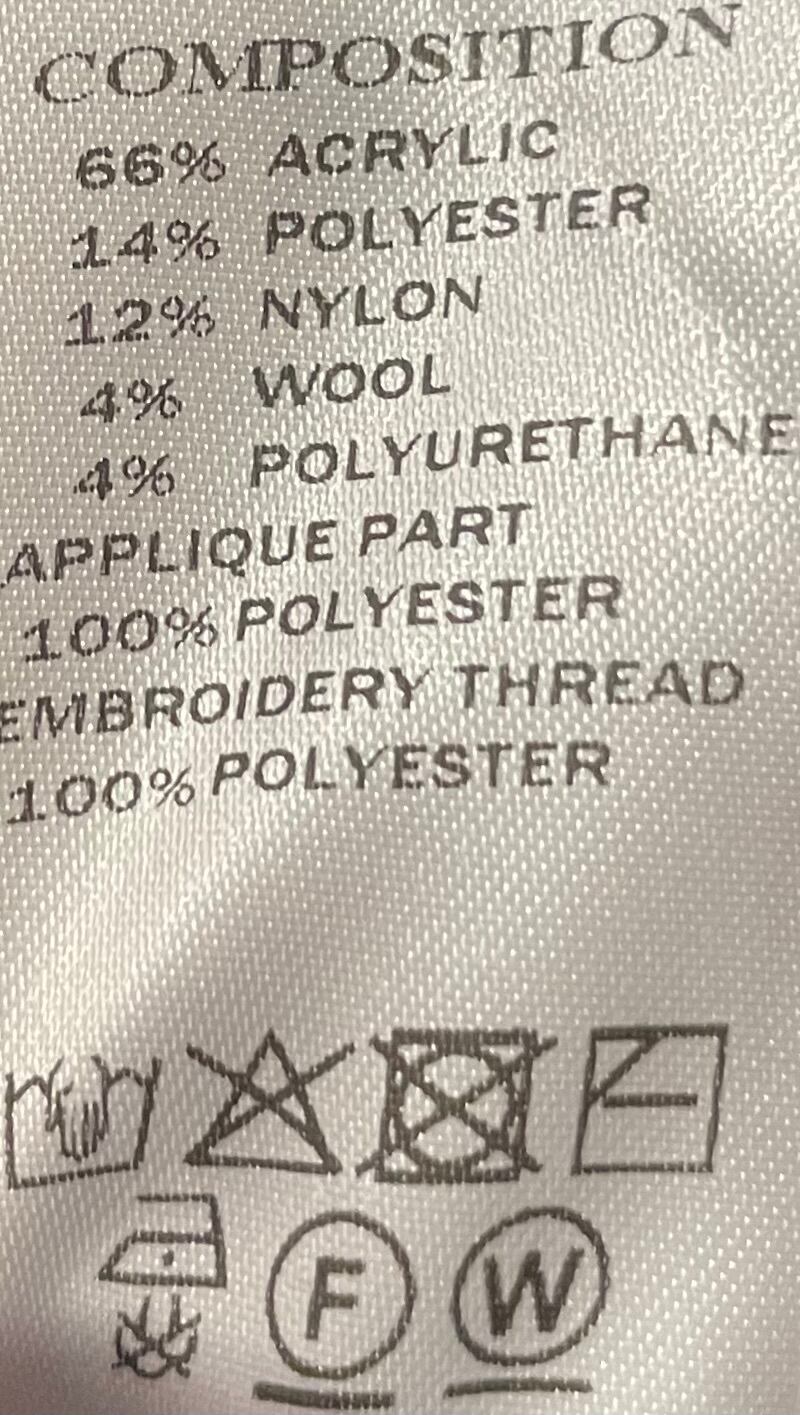 COMPOSITION
66% ACRYLIC
14% POLYESTER
12% NYLON
4% WOOL
4% POLYURETHANE
APPLIQUE PART
100% POLYESTER
EMBROIDERY THREAD
100% POLYESTER
F W